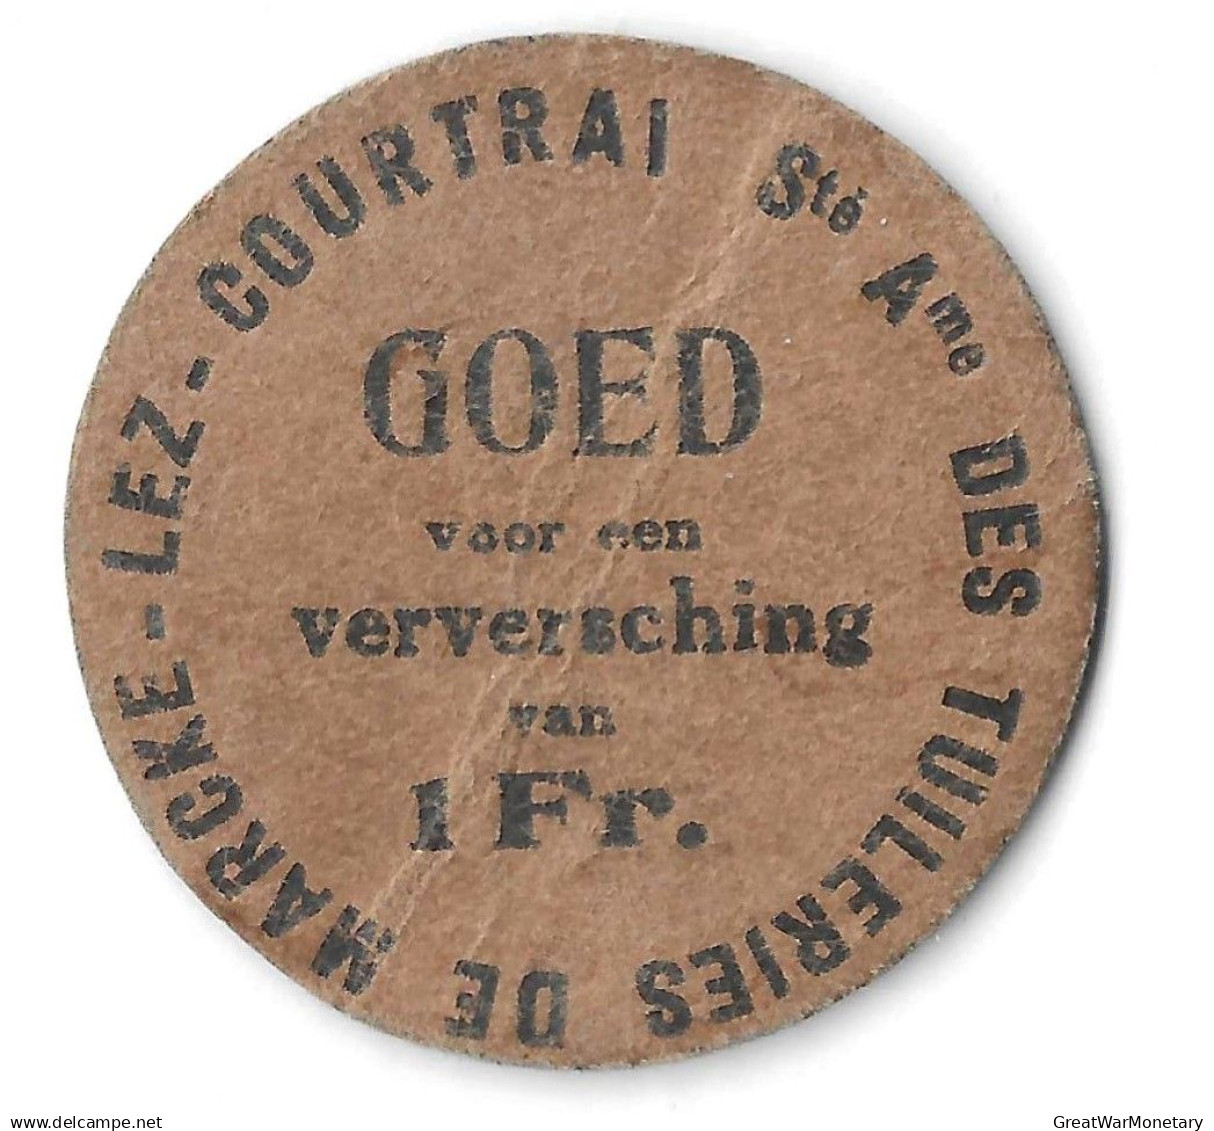 Sté Ame DES TUILERIES DE MARCKE-LEZ-COURTRAI
GOED
voor een
verversching
van
1 Fr.
www.delcampe.net
GreatWarMonetary